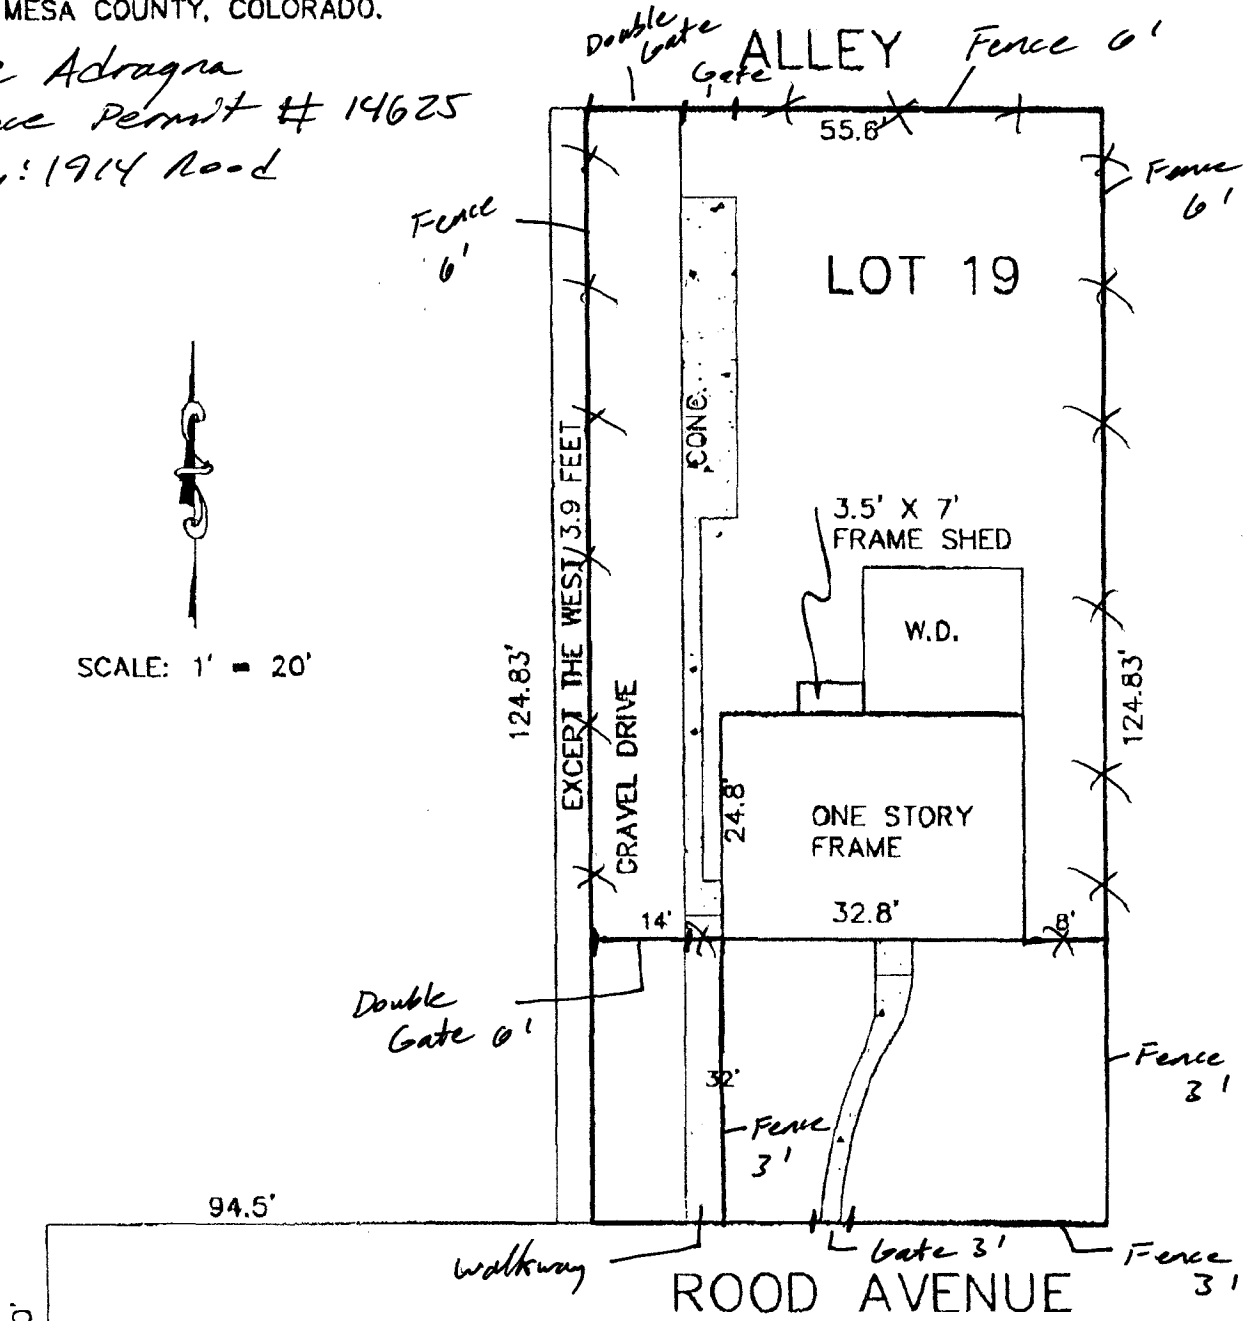 MESA COUNTY, COLORADO.
Adragna
Permit # 14625
: 1914 Rood
Double
Gate
Gate
ALLEY
Fence 6'
55.6'
Fence
6'
Fence
6'
LOT 19
CONC.
EXCEPT THE WEST 3.9 FEET
3.5' X 7'
FRAME SHED
W.D.
SCALE: 1' = 20'
124.83'
GRAVEL DRIVE
124.83'
24.8'
ONE STORY
FRAME
14'
32.8'
8'
Double
Gate 6'
32'
Fence
3'
Fence
3'
94.5'
Walkway
Gate 3'
Fence
3'
ROOD AVENUE